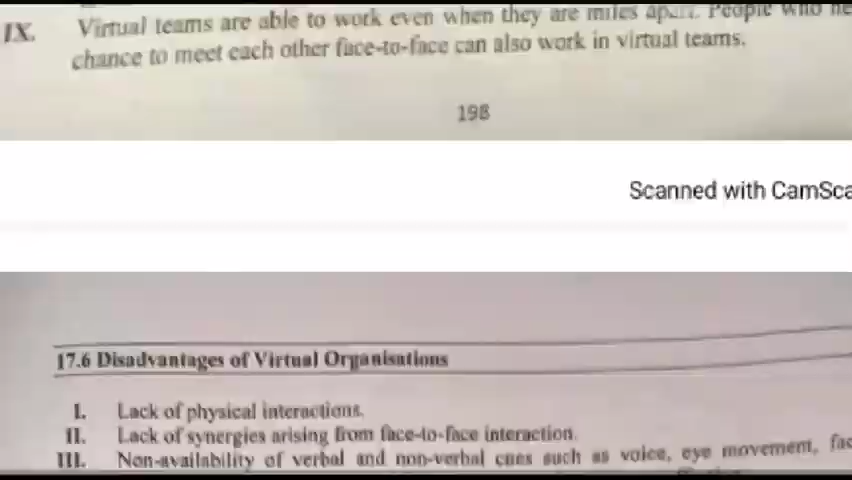 IX. Virtual teams are able to work even when they are miles apart. People who
chance to meet each other face-to-face can also work in virtual teams.
198
Scanned with CamSca
17.6 Disadvantages of Virtual Organisations
I. Lack of physical interactions.
II. Lack of synergies arising from face-to-face interaction.
III. Non-availability of verbal and non-verbal cues such as voice, eye movement,